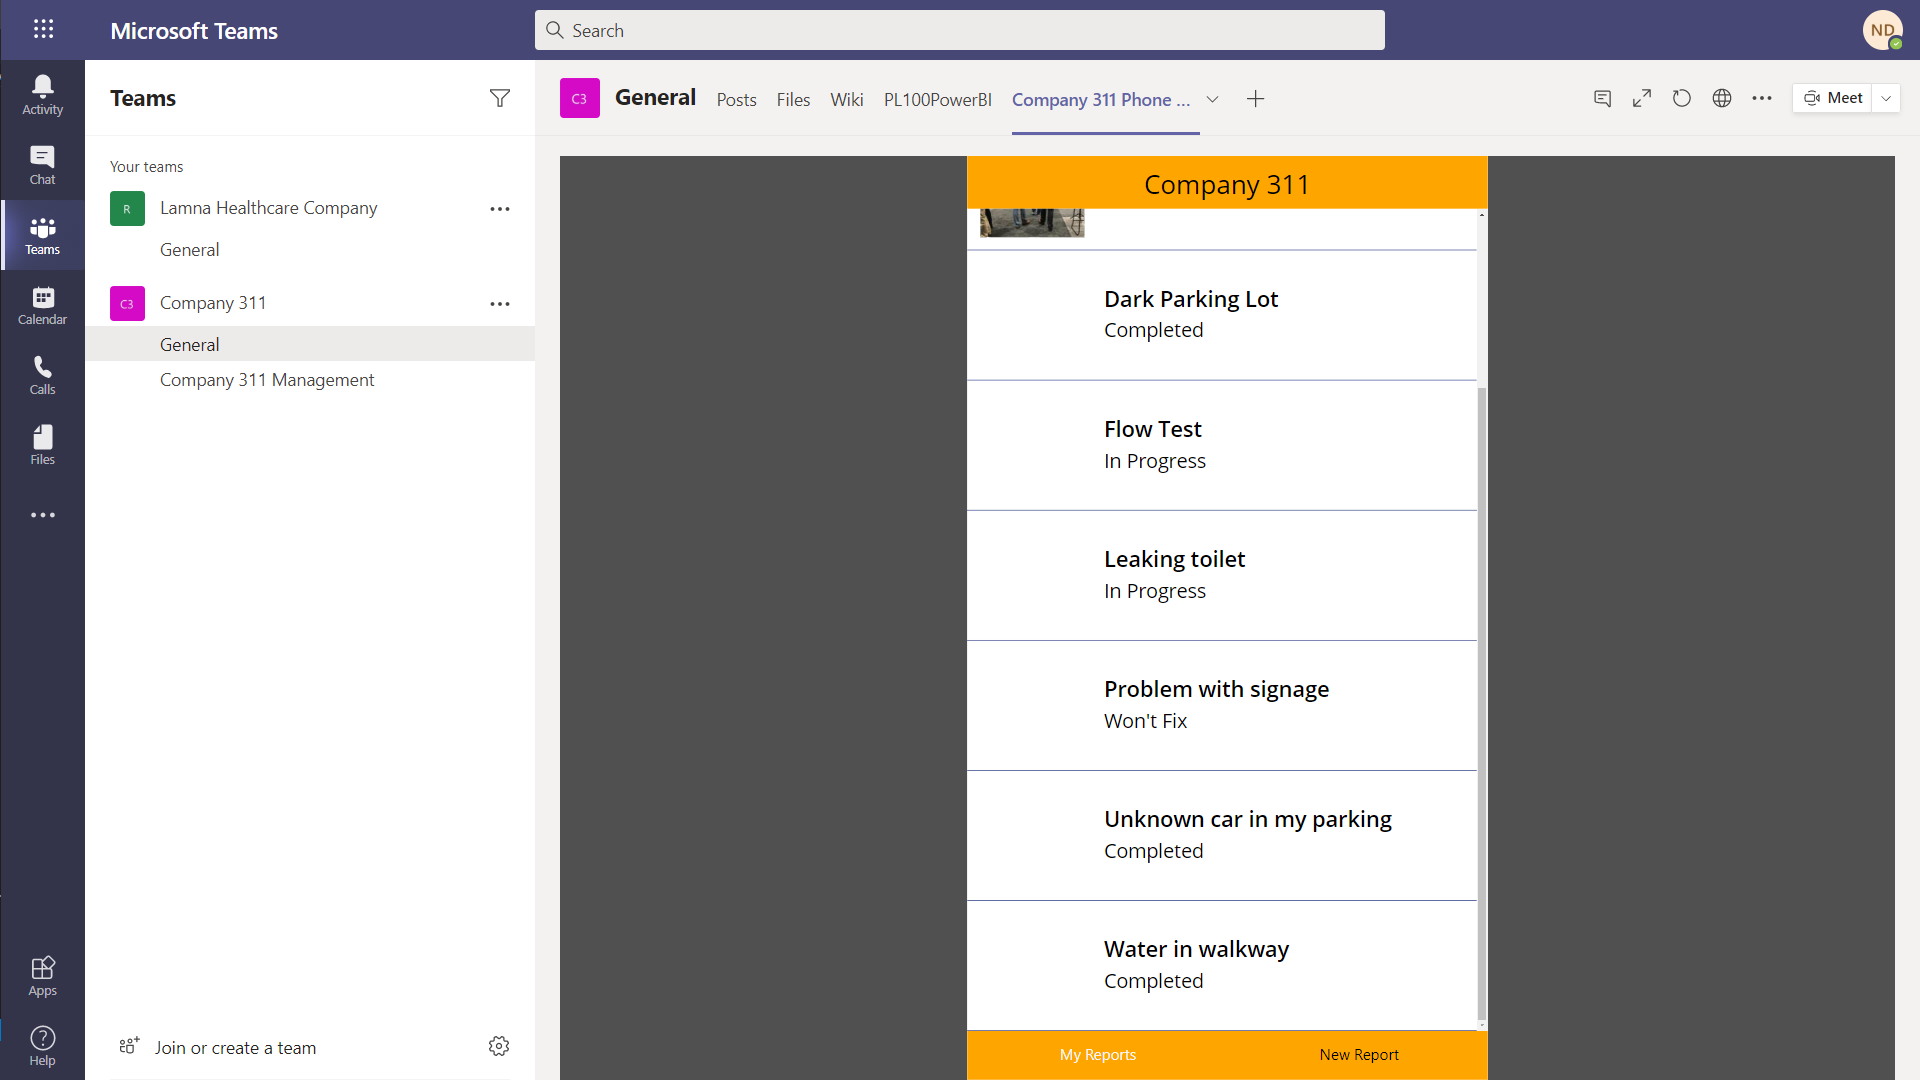 Microsoft Teams
Search
ND
Activity
Chat
Teams
Calendar
Calls
Files
Apps
Help
Teams
Your teams
R
Lamna Healthcare Company
General
C3
Company 311
General
Company 311 Management
Join or create a team
C3
General
Posts
Files
Wiki
PL100PowerBI
Company 311 Phone ...
Meet
Company 311
Dark Parking Lot
Completed
Flow Test
In Progress
Leaking toilet
In Progress
Problem with signage
Won't Fix
Unknown car in my parking
Completed
Water in walkway
Completed
My Reports
New Report